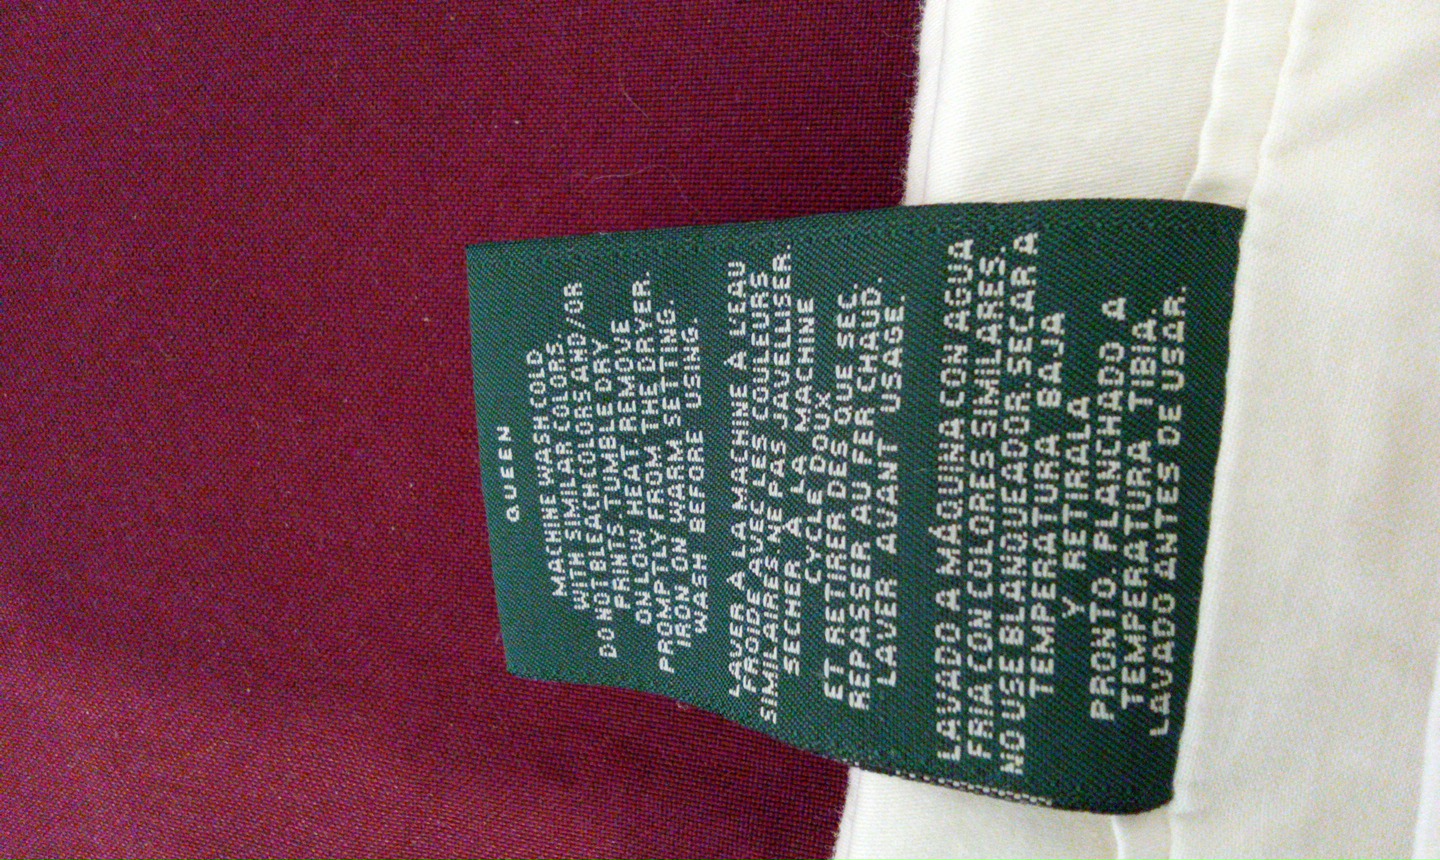 QUEEN
MACHINE WASH COLD
WITH SIMILAR COLORS.
DO NOT BLEACH COLORS AND/OR
PRINTS. TUMBLE DRY
ON LOW HEAT. REMOVE
PROMPTLY FROM THE DRYER.
IRON ON WARM SETTING.
WASH BEFORE USING.
LAVER A LA MACHINE A L'EAU
FROIDE AVEC LES COULEURS
SIMILAIRES. NE PAS JAVELLISER.
SECHER A LA MACHINE
CYCLE DOUX
ET RETIRER DES QUE SEC.
REPASSER AU FER CHAUD.
LAVER AVANT USAGE.
LAVADO A MÁQUINA CON AGUA
FRIA CON COLORES SIMILARES.
NO USE BLANQUEADOR. SECAR A
TEMPERATURA BAJA
Y RETIRALA
PRONTO. PLANCHADO A
TEMPERATURA TIBIA.
LAVADO ANTES DE USAR.